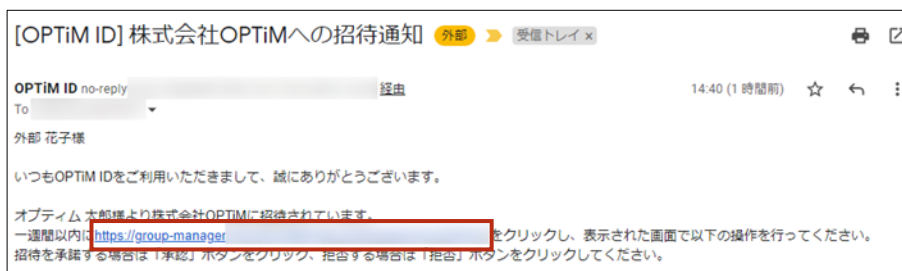 [OPTiM ID] 株式会社OPTiMへの招待通知 外部 受信トレイ ×
OPTiM ID no-reply 経由 14:40 (1 時間前)
To
外部 花子様
いつもOPTiM IDをご利用いただきまして、誠にありがとうございます。
オプティム 太郎様より株式会社OPTiMに招待されています。
一週間以内に https://group-manager をクリックし、表示された画面で以下の操作を行ってください。
招待を承諾する場合は「承認」ボタンをクリック、拒否する場合は「拒否」ボタンをクリックしてください。